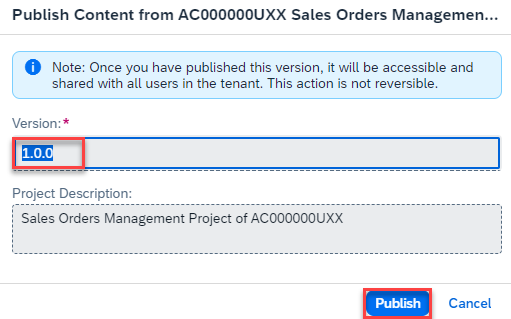 Publish Content from AC000000UXX Sales Orders Managemen...
Note: Once you have published this version, it will be accessible and
shared with all users in the tenant. This action is not reversible.
Version:*
1.0.0
Project Description:
Sales Orders Management Project of AC000000UXX
Publish Cancel